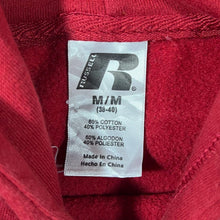 RUSSELL
R
M/M
(38-40)
60% COTTON
40% POLYESTER
60% ALGODON
40% POLIESTER
Made in China
Hecho en China